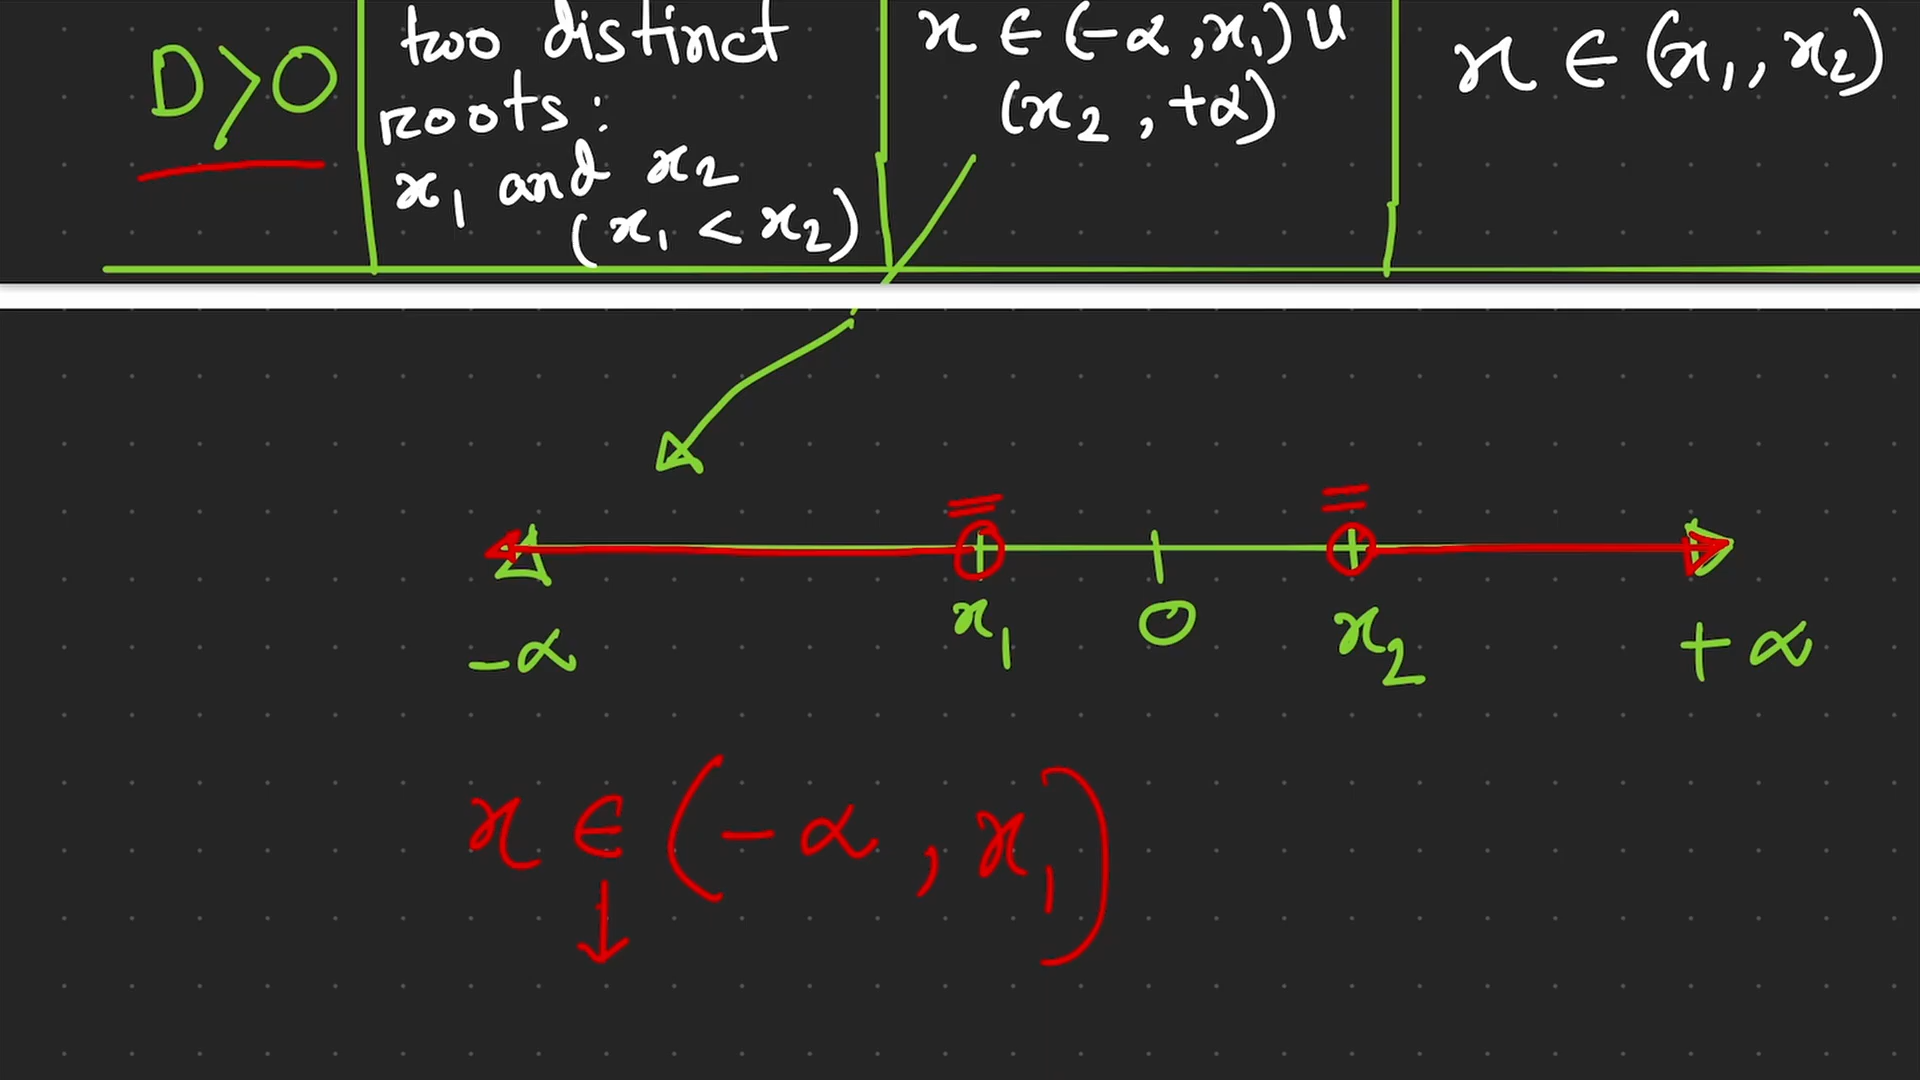 D>0
two distinct
roots:
x₁ and x₂
(x₁ < x₂)
x ∈ (-∝, x₁) ∪
(x₂, +∝)
x ∈ (x₁, x₂)
x₁ 0 x₂
-∝ +∝
x ∈ (-∝, x₁)